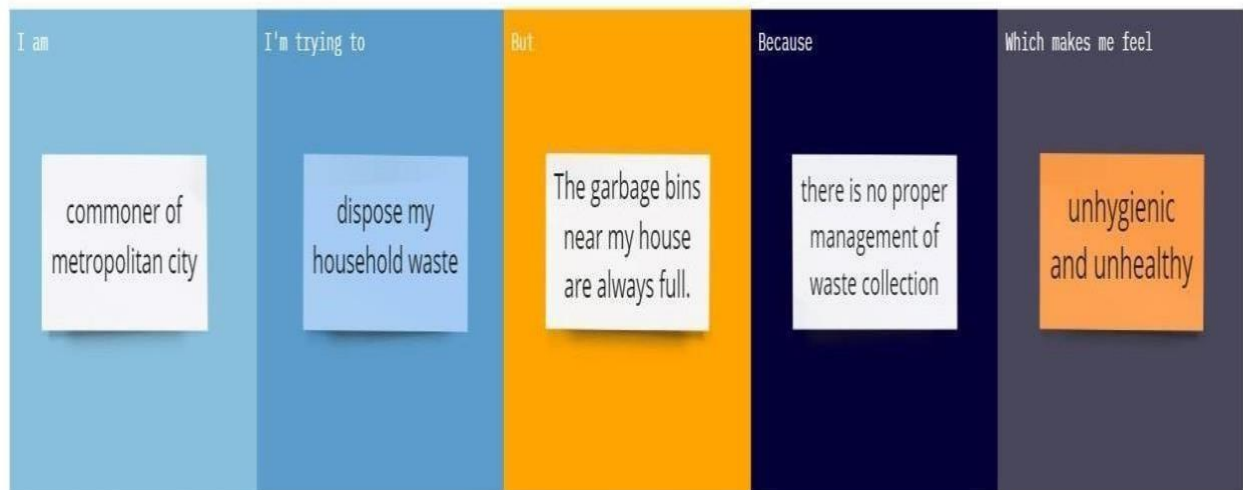 I am
commoner of
metropolitan city
I'm trying to
dispose my
household waste
But
The garbage bins
near my house
are always full.
Because
there is no proper
management of
waste collection
Which makes me feel
unhygienic
and unhealthy